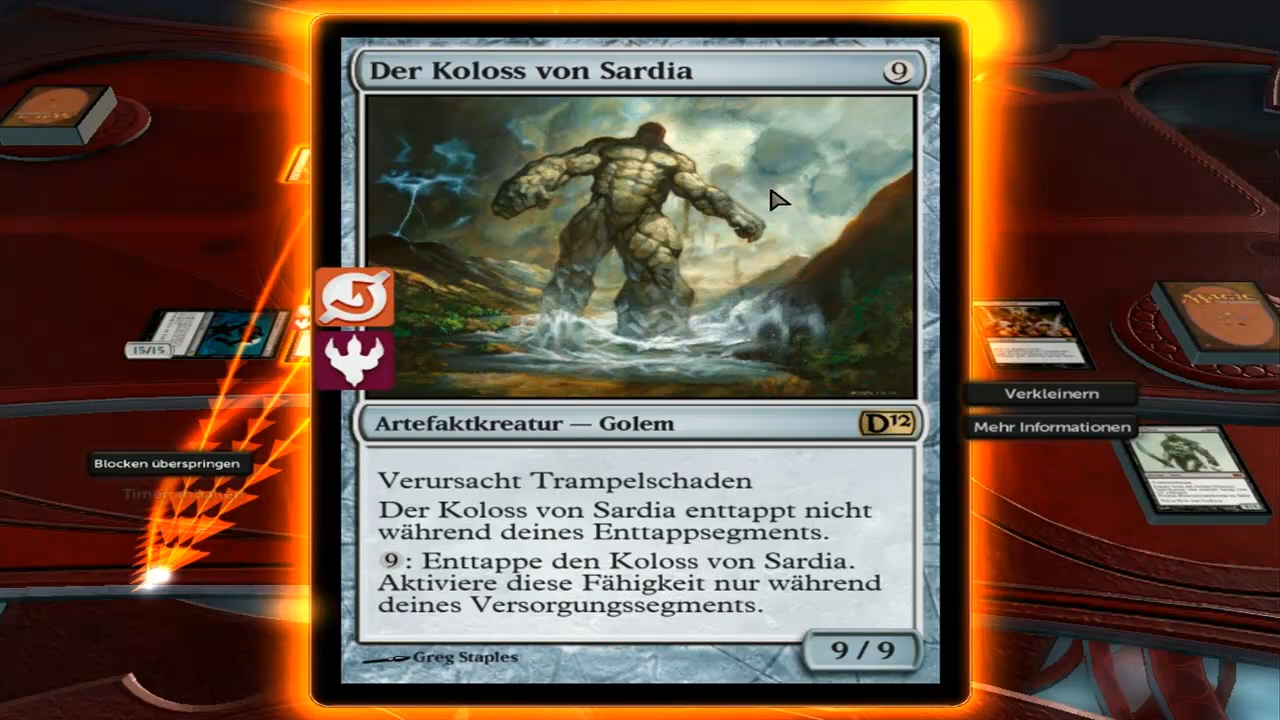 Der Koloss von Sardia
9
15/15
Blocken überspringen
Verkleinern
Mehr Informationen
Artefaktkreatur — Golem
D12
Verursacht Trampelschaden
Der Koloss von Sardia enttappt nicht
während deines Enttappsegments.
9: Enttappe den Koloss von Sardia.
Aktiviere diese Fähigkeit nur während
deines Versorgungssegments.
9 / 9
Greg Staples